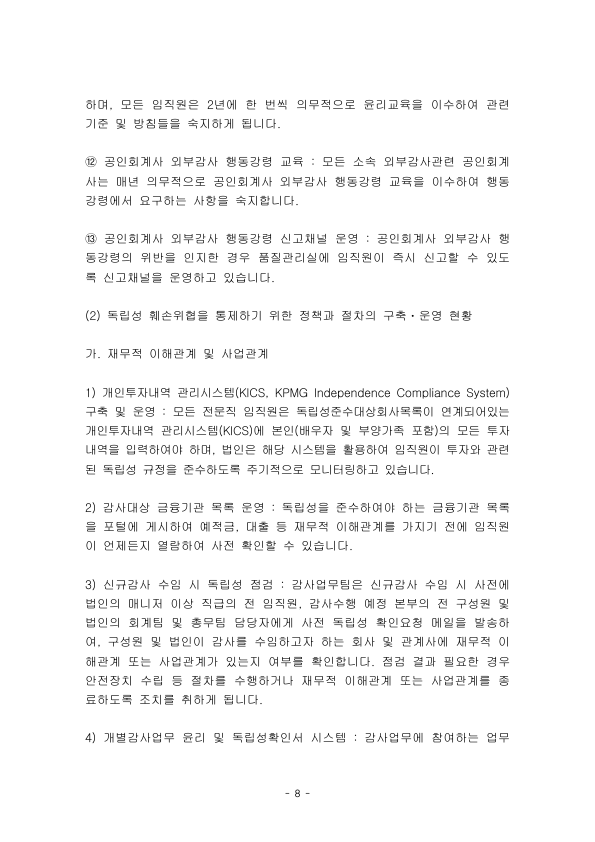 하며, 모든 임직원은 2년에 한 번씩 의무적으로 윤리교육을 이수하여 관련
기준 및 방침들을 숙지하게 됩니다.
⑫ 공인회계사 외부감사 행동강령 교육 : 모든 소속 외부감사관련 공인회계
사는 매년 의무적으로 공인회계사 외부감사 행동강령 교육을 이수하여 행동
강령에서 요구하는 사항을 숙지합니다.
⑬ 공인회계사 외부감사 행동강령 신고채널 운영 : 공인회계사 외부감사 행
동강령의 위반을 인지한 경우 품질관리실에 임직원이 즉시 신고할 수 있도
록 신고채널을 운영하고 있습니다.
(2) 독립성 훼손위협을 통제하기 위한 정책과 절차의 구축・운영 현황
가. 재무적 이해관계 및 사업관계
1) 개인투자내역 관리시스템(KICS, KPMG Independence Compliance System)
구축 및 운영 : 모든 전문직 임직원은 독립성준수대상회사목록이 연계되어있는
개인투자내역 관리시스템(KICS)에 본인(배우자 및 부양가족 포함)의 모든 투자
내역을 입력하여야 하며, 법인은 해당 시스템을 활용하여 임직원이 투자와 관련
된 독립성 규정을 준수하도록 주기적으로 모니터링하고 있습니다.
2) 감사대상 금융기관 목록 운영 : 독립성을 준수하여야 하는 금융기관 목록
을 포털에 게시하여 예적금, 대출 등 재무적 이해관계를 가지기 전에 임직원
이 언제든지 열람하여 사전 확인할 수 있습니다.
3) 신규감사 수임 시 독립성 점검 : 감사업무팀은 신규감사 수임 시 사전에
법인의 매니저 이상 직급의 전 임직원, 감사수행 예정 본부의 전 구성원 및
법인의 회계팀 및 총무팀 담당자에게 사전 독립성 확인요청 메일을 발송하
여, 구성원 및 법인이 감사를 수임하고자 하는 회사 및 관계사에 재무적 이
해관계 또는 사업관계가 있는지 여부를 확인합니다. 점검 결과 필요한 경우
안전장치 수립 등 절차를 수행하거나 재무적 이해관계 또는 사업관계를 종
료하도록 조치를 취하게 됩니다.
4) 개별감사업무 윤리 및 독립성확인서 시스템 : 감사업무에 참여하는 업무
- 8 -